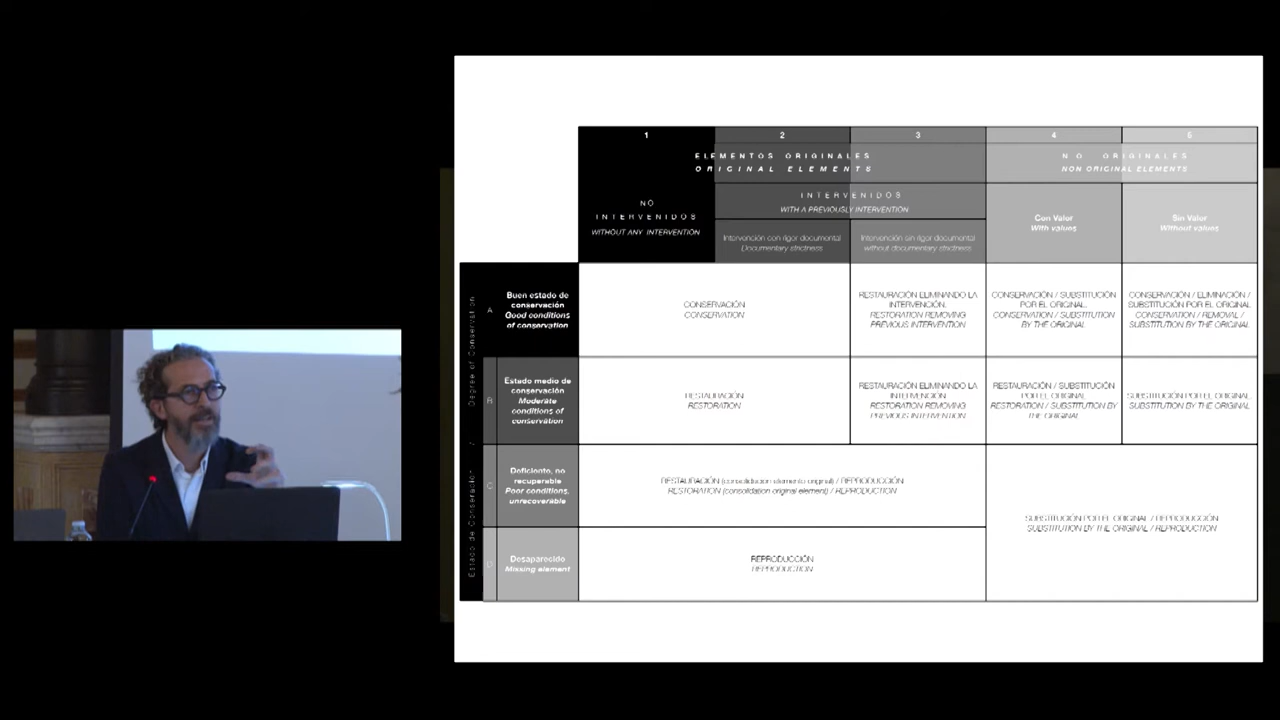 1
2
3
4
5
ELEMENTOS ORIGINALES
ORIGINAL ELEMENTS
NO ORIGINALES
NON ORIGINAL ELEMENTS
NO
INTERVENIDOS
WITHOUT ANY INTERVENTION
INTERVENIDOS
WITH A PREVIOUSLY INTERVENTION
Intervención con rigor documental
Documentary strictness
Intervención sin rigor documental
without documentary strictness
Con Valor
With values
Sin Valor
Without values
Estado de Conservación / Degree of Conservation
A
Buen estado de
conservación
Good conditions
of conservation
CONSERVACIÓN
CONSERVATION
RESTAURACIÓN ELIMINANDO LA
INTERVENCIÓN.
RESTORATION REMOVING
PREVIOUS INTERVENTION
CONSERVACIÓN / SUBSTITUCIÓN
POR EL ORIGINAL.
CONSERVATION / SUBSTITUTION
BY THE ORIGINAL
CONSERVACIÓN / ELIMINACIÓN /
SUBSTITUCIÓN POR EL ORIGINAL
CONSERVATION / REMOVAL /
SUBSTITUTION BY THE ORIGINAL
B
Estado medio de
conservación
Moderate
conditions of
conservation
RESTAURACIÓN
RESTORATION
RESTAURACIÓN ELIMINANDO LA
INTERVENCIÓN
RESTORATION REMOVING
PREVIOUS INTERVENTION
RESTAURACIÓN / SUBSTITUCIÓN
POR EL ORIGINAL
RESTORATION / SUBSTITUTION BY
THE ORIGINAL
SUBSTITUCIÓN POR EL ORIGINAL.
SUBSTITUTION BY THE ORIGINAL
C
Deficiente, no
recuperable
Poor conditions,
unrecoverable
RESTAURACIÓN (consolidación elemento original) / REPRODUCCIÓN
RESTORATION (consolidation original element) / REPRODUCTION
SUBSTITUCIÓN POR EL ORIGINAL / REPRODUCCIÓN
SUBSTITUTION BY THE ORIGINAL / REPRODUCTION
D
Desaparecido
Missing element
REPRODUCCIÓN
REPRODUCTION